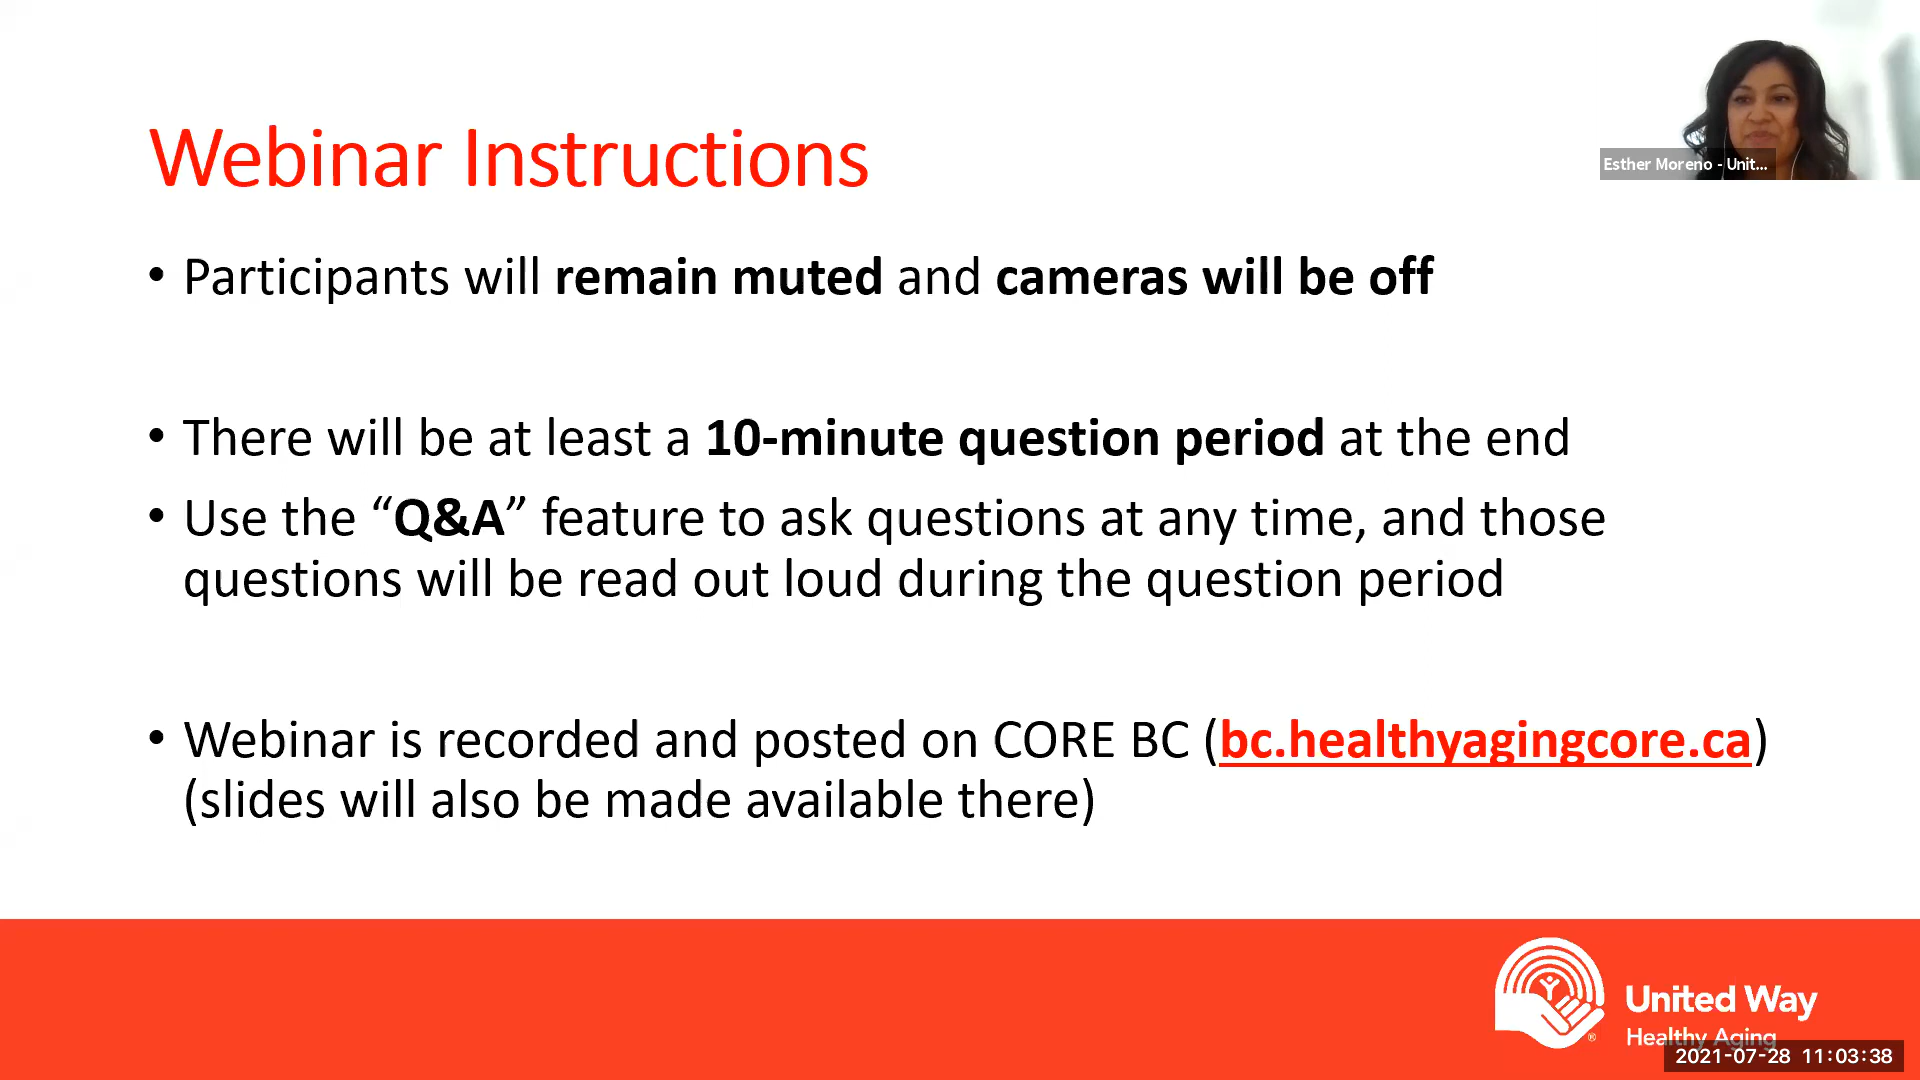 Webinar Instructions
Esther Moreno - Unit...
• Participants will remain muted and cameras will be off
• There will be at least a 10-minute question period at the end
• Use the “Q&A” feature to ask questions at any time, and those
questions will be read out loud during the question period
• Webinar is recorded and posted on CORE BC (bc.healthyagingcore.ca)
(slides will also be made available there)
United Way
Healthy Aging
®
2021-07-28 11:03:38